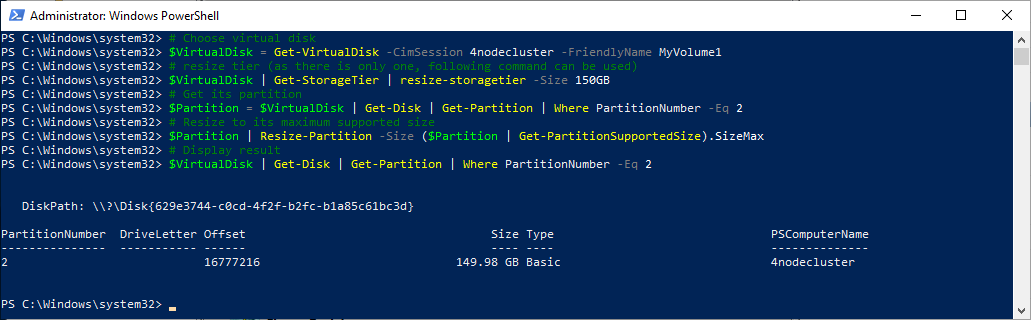 Administrator: Windows PowerShell
PS C:\Windows\system32> # Choose virtual disk
PS C:\Windows\system32> $VirtualDisk = Get-VirtualDisk -CimSession 4nodecluster -FriendlyName MyVolume1
PS C:\Windows\system32> # resize tier (as there is only one, following command can be used)
PS C:\Windows\system32> $VirtualDisk | Get-StorageTier | resize-storagetier -Size 150GB
PS C:\Windows\system32> # Get its partition
PS C:\Windows\system32> $Partition = $VirtualDisk | Get-Disk | Get-Partition | Where PartitionNumber -Eq 2
PS C:\Windows\system32> # Resize to its maximum supported size
PS C:\Windows\system32> $Partition | Resize-Partition -Size ($Partition | Get-PartitionSupportedSize).SizeMax
PS C:\Windows\system32> # Display result
PS C:\Windows\system32> $VirtualDisk | Get-Disk | Get-Partition | Where PartitionNumber -Eq 2
DiskPath: \\?\Disk{629e3744-c0cd-4f2f-b2fc-b1a85c61bc3d}
PartitionNumber DriveLetter Offset Size Type PSComputerName
--------------- ----------- ------ ---- ---- --------------
2 16777216 149.98 GB Basic 4nodecluster
PS C:\Windows\system32>